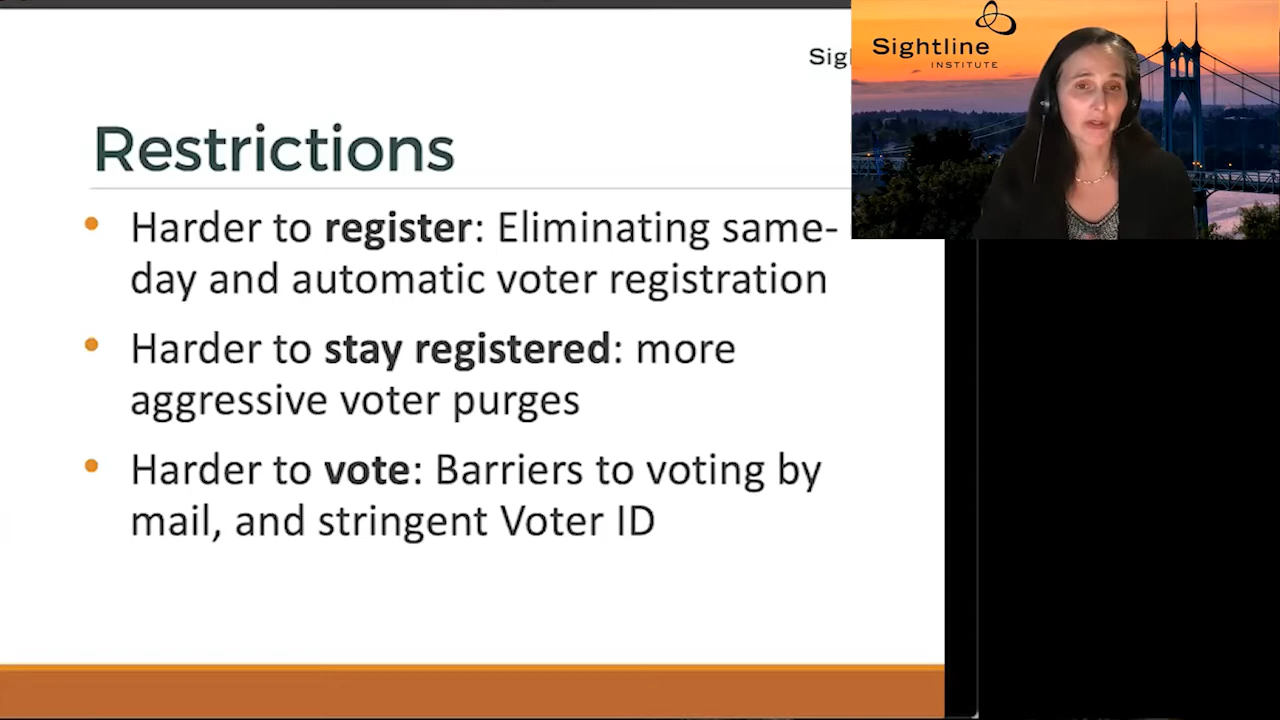 Sightline
INSTITUTE
Restrictions
• Harder to register: Eliminating same-
day and automatic voter registration
• Harder to stay registered: more
aggressive voter purges
• Harder to vote: Barriers to voting by
mail, and stringent Voter ID